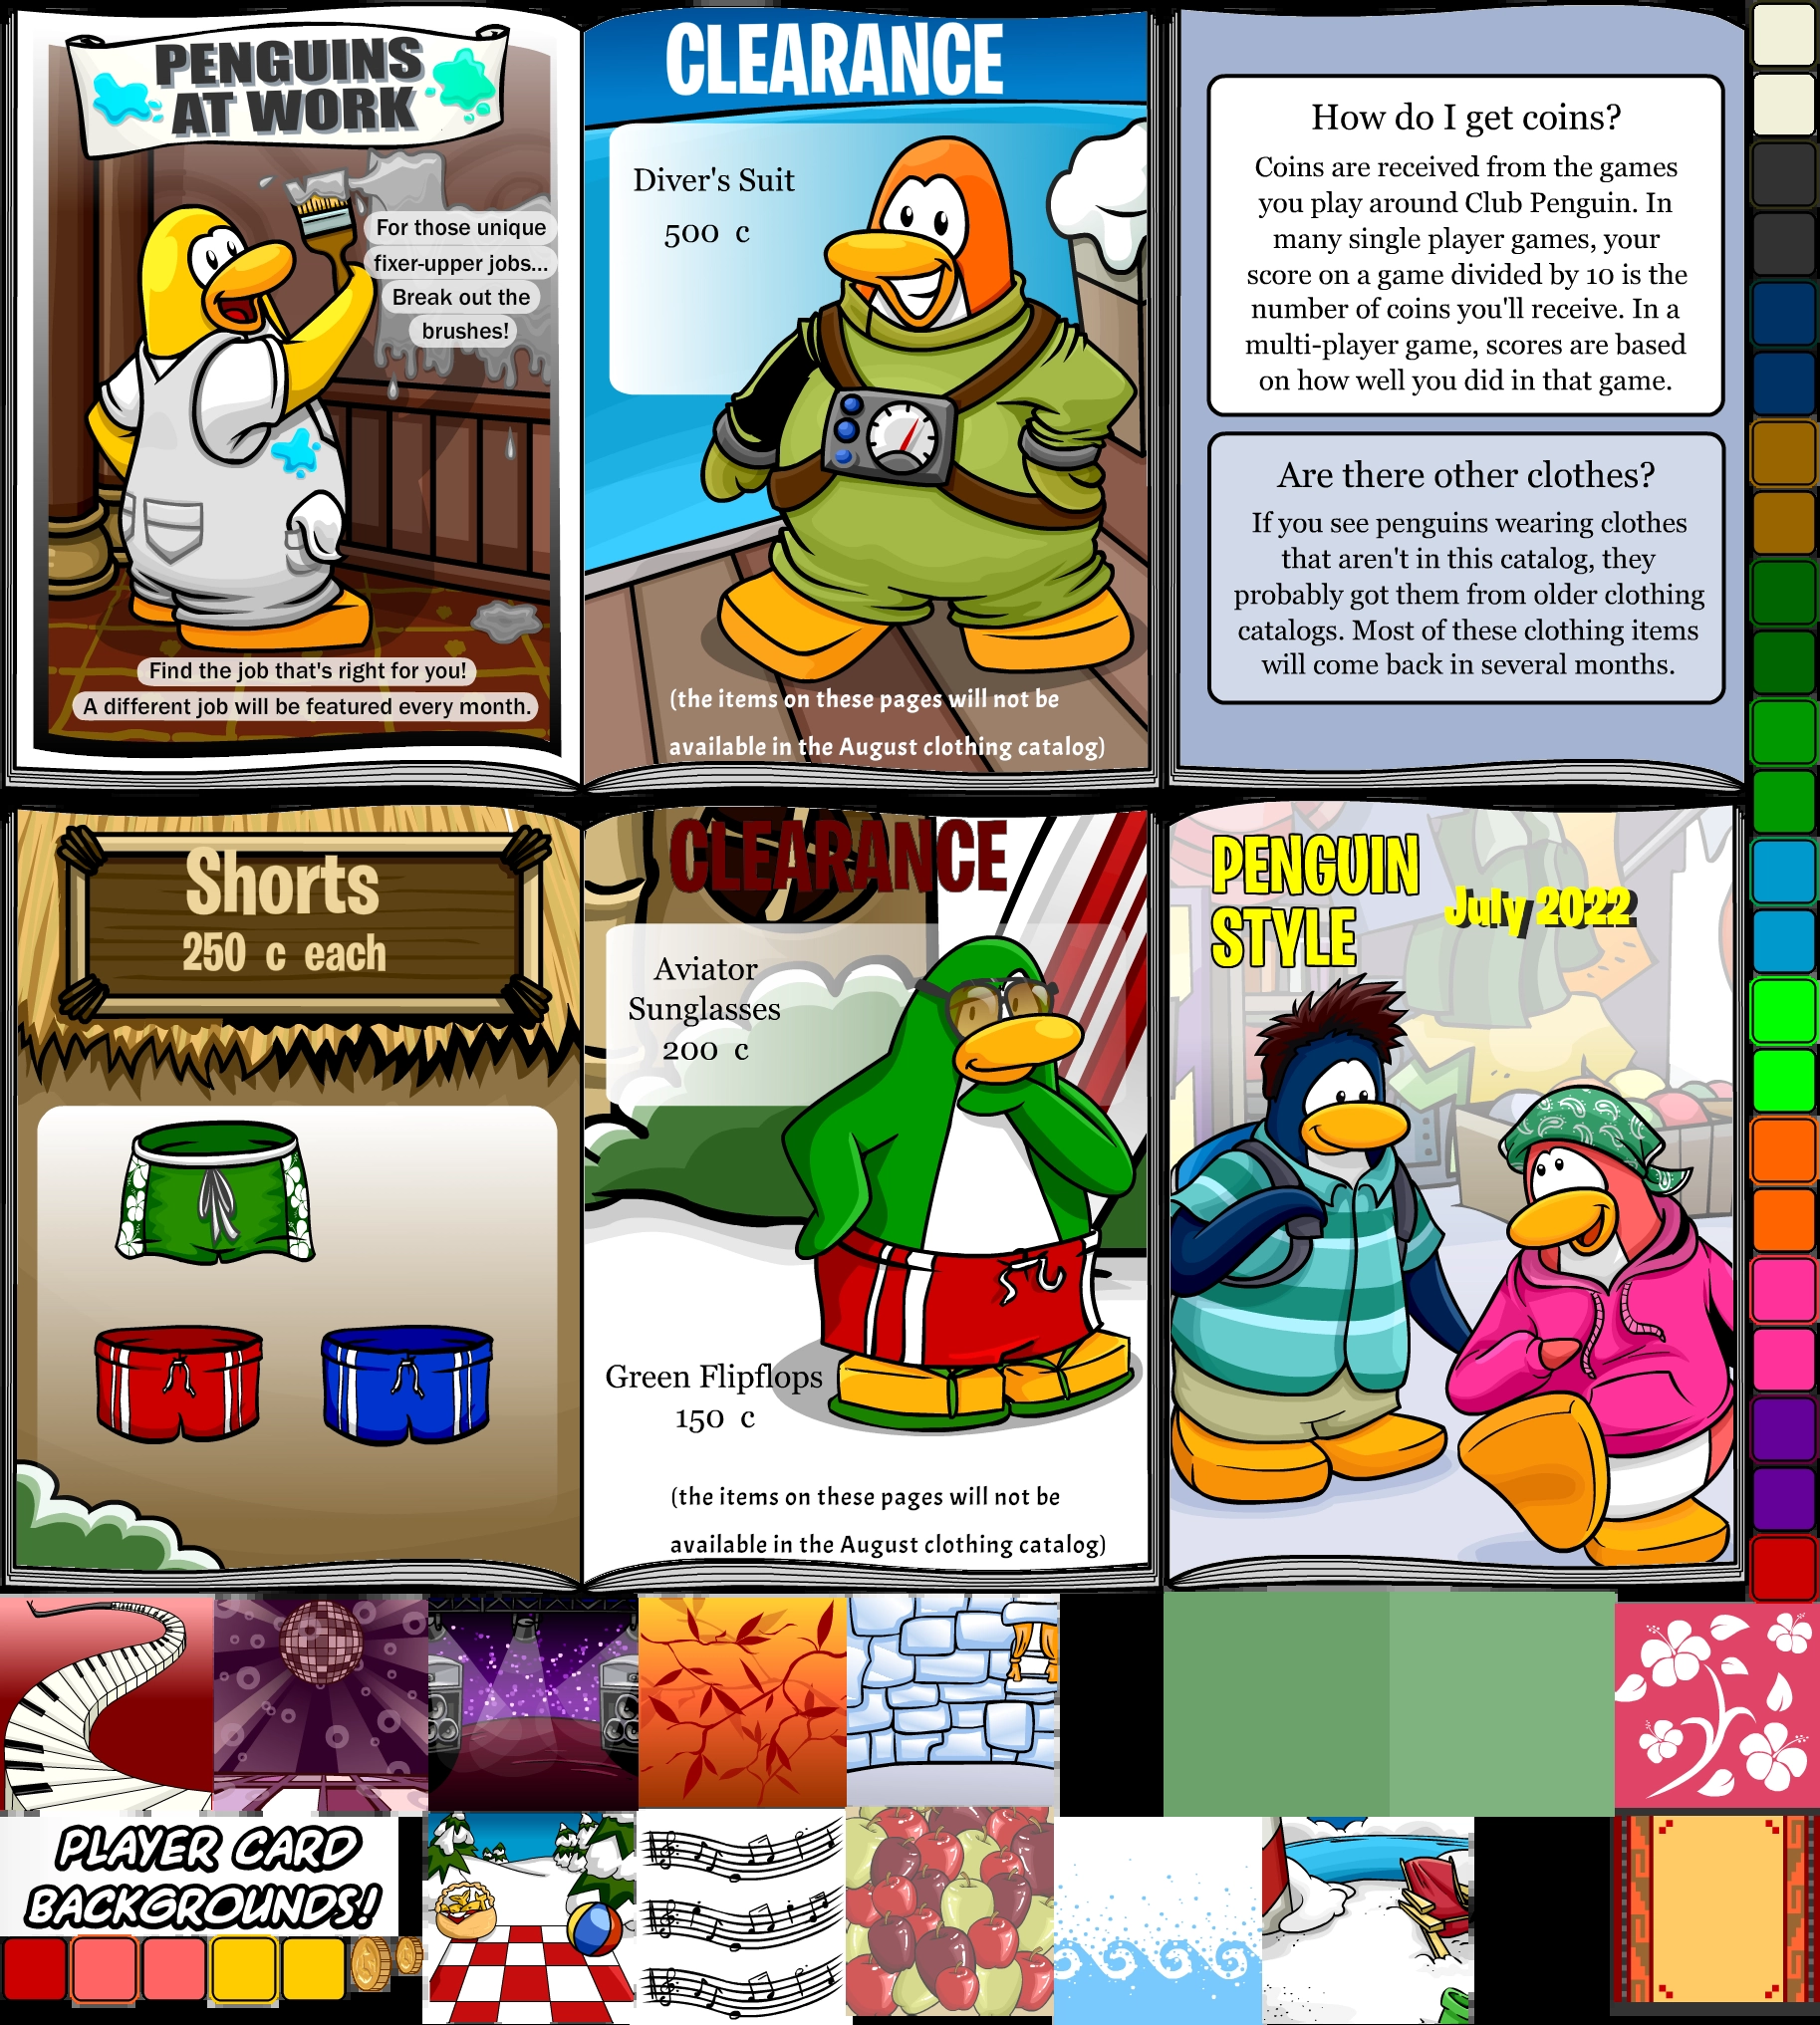 PENGUINS
AT WORK
For those unique
fixer-upper jobs...
Break out the
brushes!
Find the job that's right for you!
A different job will be featured every month.
CLEARANCE
Diver's Suit
500 c
(the items on these pages will not be
available in the August clothing catalog)
How do I get coins?
Coins are received from the games
you play around Club Penguin. In
many single player games, your
score on a game divided by 10 is the
number of coins you'll receive. In a
multi-player game, scores are based
on how well you did in that game.
Are there other clothes?
If you see penguins wearing clothes
that aren't in this catalog, they
probably got them from older clothing
catalogs. Most of these clothing items
will come back in several months.
Shorts
250 c each
CLEARANCE
Aviator
Sunglasses
200 c
Green Flipflops
150 c
(the items on these pages will not be
available in the August clothing catalog)
PENGUIN
STYLE
July 2022
PLAYER CARD
BACKGROUNDS!